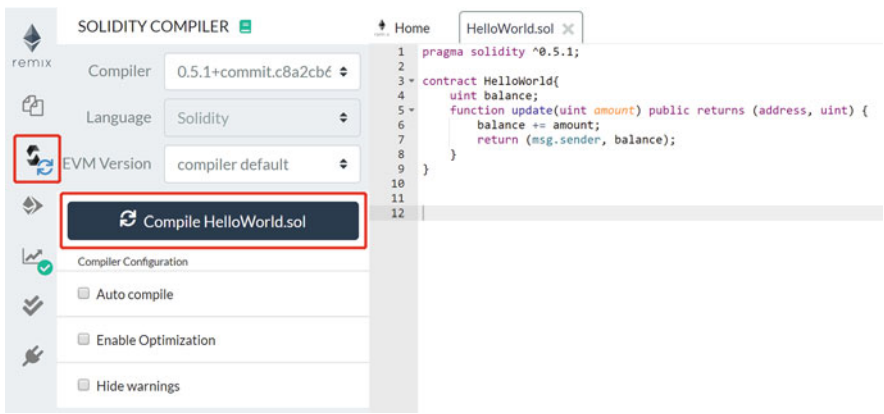 remix
SOLIDITY COMPILER
Compiler
0.5.1+commit.c8a2cb6
Language
Solidity
EVM Version
compiler default
Compile HelloWorld.sol
Compiler Configuration
Auto compile
Enable Optimization
Hide warnings
Home
HelloWorld.sol
1 pragma solidity ^0.5.1;
2
3 contract HelloWorld{
4 uint balance;
5 function update(uint amount) public returns (address, uint) {
6 balance += amount;
7 return (msg.sender, balance);
8 }
9 }
10
11
12